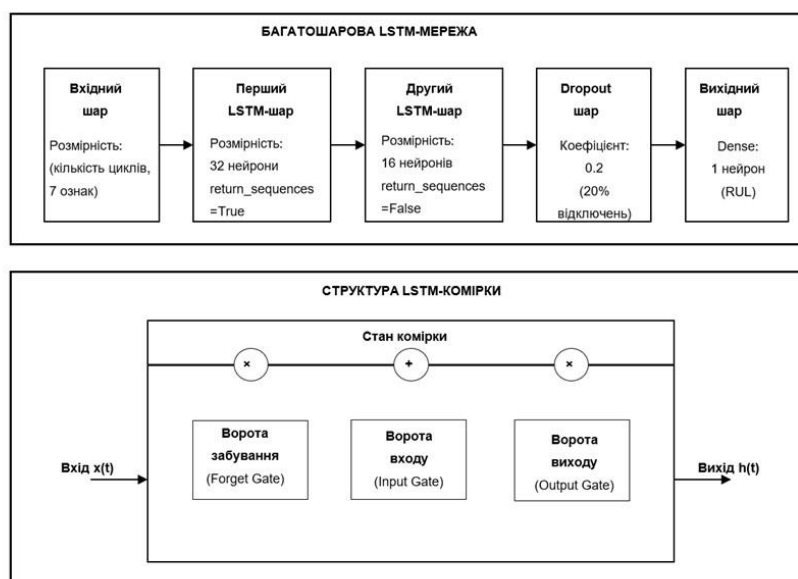 БАГАТОШАРОВА LSTM-МЕРЕЖА
Вхідний
шар
Розмірність:
(кількість циклів,
7 ознак)
Перший
LSTM-шар
Розмірність:
32 нейрони
return_sequences
=True
Другий
LSTM-шар
Розмірність:
16 нейронів
return_sequences
=False
Dropout
шар
Коефіцієнт:
0.2
(20%
відключень)
Вихідний
шар
Dense:
1 нейрон
(RUL)
СТРУКТУРА LSTM-КОМІРКИ
Стан комірки
× + ×
Ворота
забування
(Forget Gate)
Ворота
входу
(Input Gate)
Ворота
виходу
(Output Gate)
Вхід x(t)
Вихід h(t)